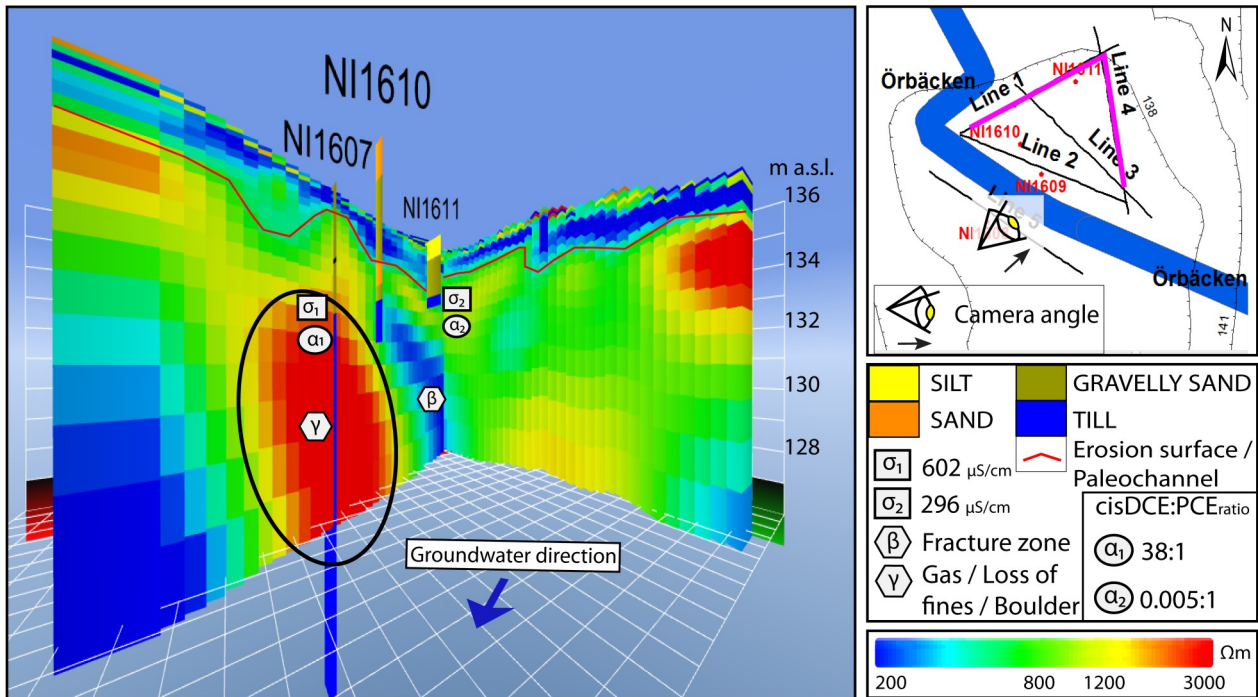 NI1610
NI1607
NI1611
m a.s.l.
136
134
132
130
128
σ₁
α₁
γ
σ₂
α₂
β
Groundwater direction
N
Örbäcken
NI1611
Line 1
Line 4
138
NI1610
Line 2
Line 3
NI1609
Line 5
Örbäcken
141
Camera angle
SILT
GRAVELLY SAND
SAND
TILL
σ₁ 602 µS/cm
Erosion surface /
Paleochannel
σ₂ 296 µS/cm
cisDCE:PCEratio
β Fracture zone
α₁ 38:1
γ Gas / Loss of
fines / Boulder
α₂ 0.005:1
Ωm
200 800 1200 3000